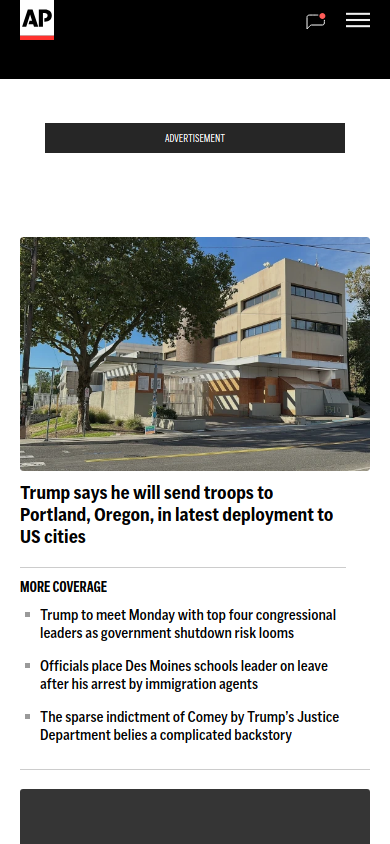 AP
ADVERTISEMENT
Trump says he will send troops to
Portland, Oregon, in latest deployment to
US cities
MORE COVERAGE
Trump to meet Monday with top four congressional
leaders as government shutdown risk looms
Officials place Des Moines schools leader on leave
after his arrest by immigration agents
The sparse indictment of Comey by Trump’s Justice
Department belies a complicated backstory